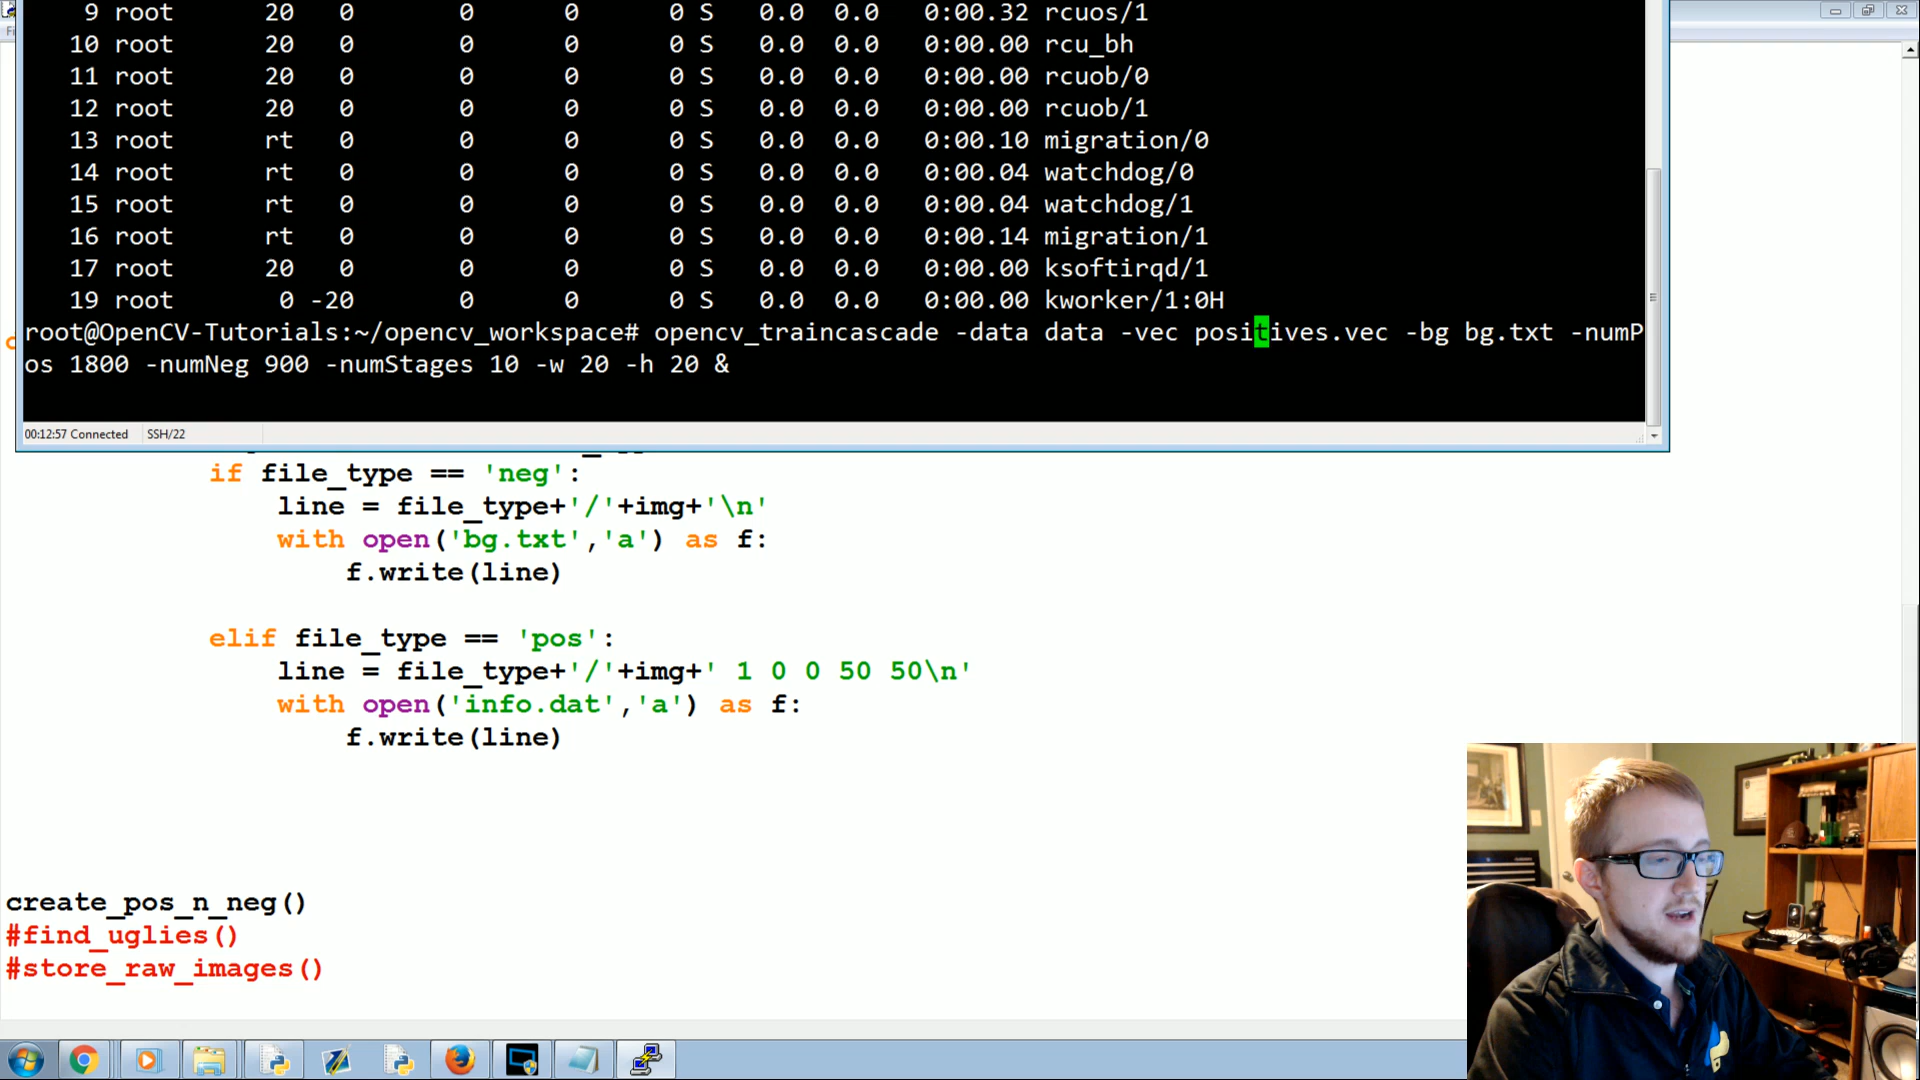 9 root 20 0 0 0 0 S 0.0 0.0 0:00.32 rcuos/1
10 root 20 0 0 0 0 S 0.0 0.0 0:00.00 rcu_bh
11 root 20 0 0 0 0 S 0.0 0.0 0:00.00 rcuob/0
12 root 20 0 0 0 0 S 0.0 0.0 0:00.00 rcuob/1
13 root rt 0 0 0 0 S 0.0 0.0 0:00.10 migration/0
14 root rt 0 0 0 0 S 0.0 0.0 0:00.04 watchdog/0
15 root rt 0 0 0 0 S 0.0 0.0 0:00.04 watchdog/1
16 root rt 0 0 0 0 S 0.0 0.0 0:00.14 migration/1
17 root 20 0 0 0 0 S 0.0 0.0 0:00.00 ksoftirqd/1
19 root 0 -20 0 0 0 S 0.0 0.0 0:00.00 kworker/1:0H
root@OpenCV-Tutorials:~/opencv_workspace# opencv_traincascade -data data -vec positives.vec -bg bg.txt -numP
os 1800 -numNeg 900 -numStages 10 -w 20 -h 20 &
00:12:57 Connected SSH/22
if file_type == 'neg':
line = file_type+'/'+img+'\n'
with open('bg.txt','a') as f:
f.write(line)
elif file_type == 'pos':
line = file_type+'/'+img+' 1 0 0 50 50\n'
with open('info.dat','a') as f:
f.write(line)
create_pos_n_neg()
#find_uglies()
#store_raw_images()